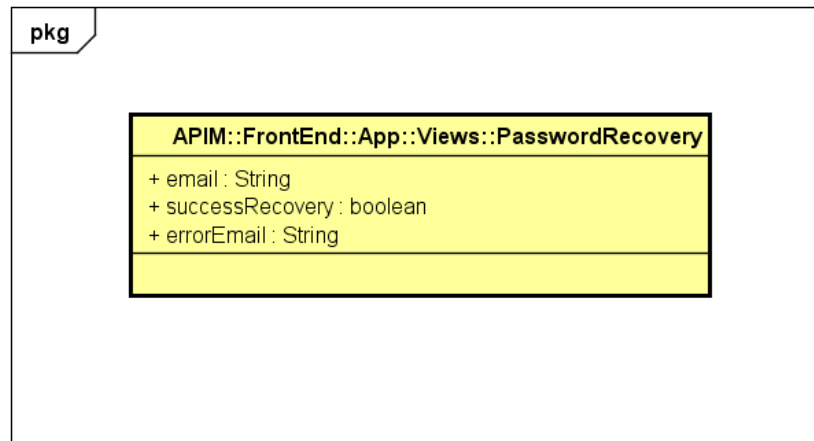 pkg
APIM::FrontEnd::App::Views::PasswordRecovery
+ email : String
+ successRecovery : boolean
+ errorEmail : String